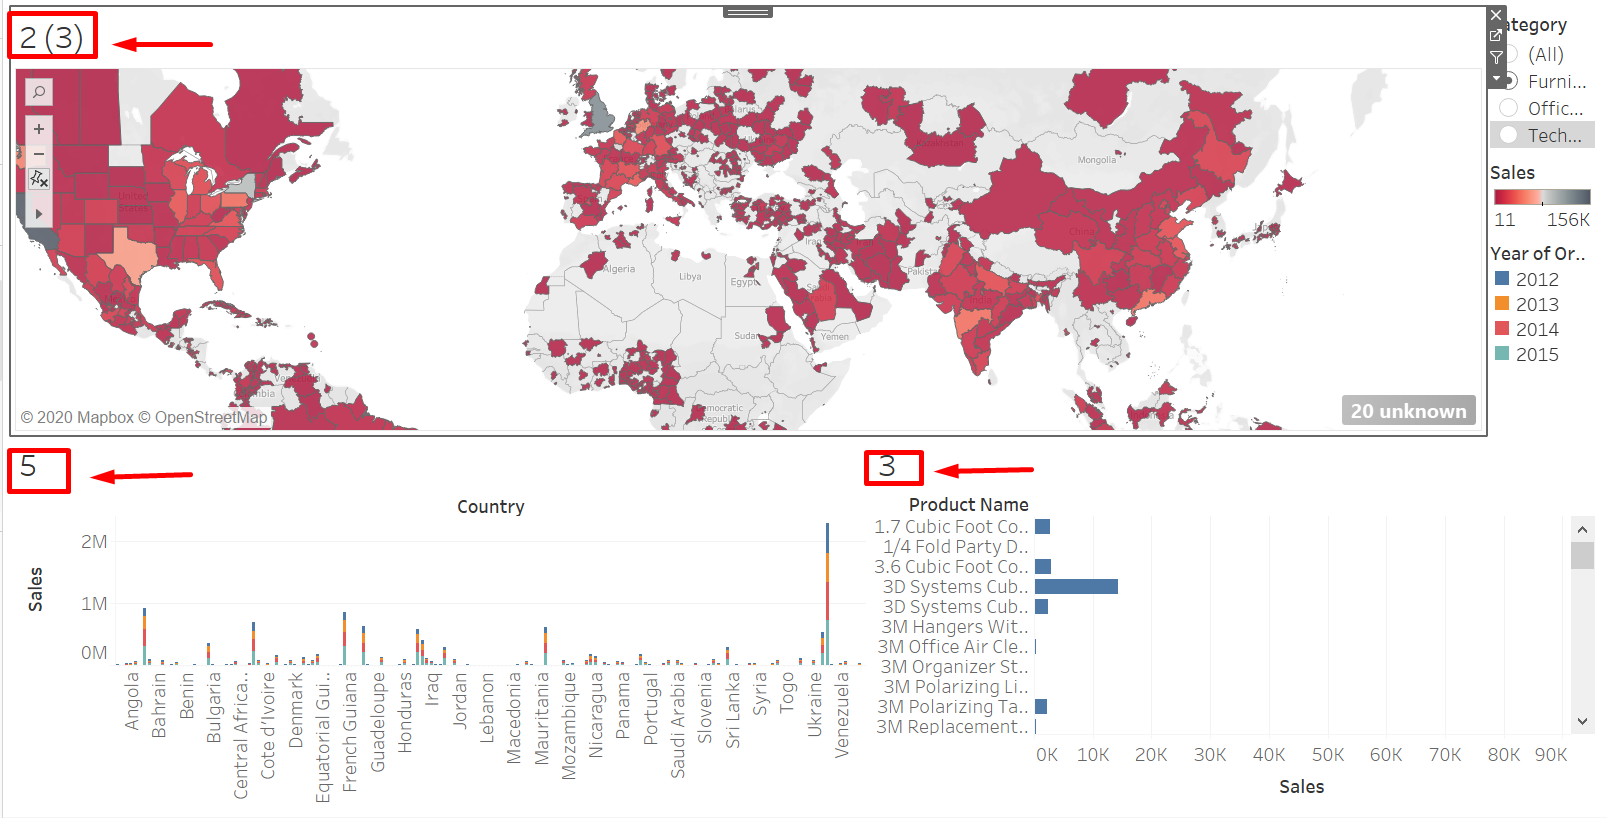 2 (3)
ategory
(All)
Furni...
Offic...
Tech...
Sales
11 156K
Year of Or..
2012
2013
2014
2015
United
States
Algeria
Libya
Egypt
Sudan
Yemen
Iraq
Pakista
India
China
Mongolia
Kazakhstan
© 2020 Mapbox © OpenStreetMap
20 unknown
Democratic
5
Country
Sales
2M
1M
0M
Angola
Bahrain
Benin
Bulgaria
Central Africa..
Cote d'Ivoire
Denmark
Equatorial Gui..
French Guiana
Guadeloupe
Honduras
Iraq
Jordan
Lebanon
Macedonia
Mauritania
Mozambique
Nicaragua
Panama
Portugal
Saudi Arabia
Slovenia
Sri Lanka
Syria
Togo
Ukraine
Venezuela
3
Product Name
1.7 Cubic Foot Co..
1/4 Fold Party D..
3.6 Cubic Foot Co..
3D Systems Cub..
3D Systems Cub..
3M Hangers Wit..
3M Office Air Cle..
3M Organizer St..
3M Polarizing Li..
3M Polarizing Ta..
3M Replacement..
0K 10K 20K 30K 40K 50K 60K 70K 80K 90K
Sales